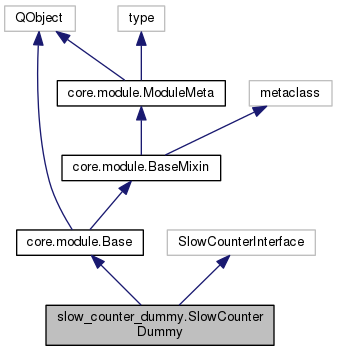 QObject
type
core.module.ModuleMeta
metaclass
core.module.BaseMixin
core.module.Base
SlowCounterInterface
slow_counter_dummy.SlowCounter
Dummy